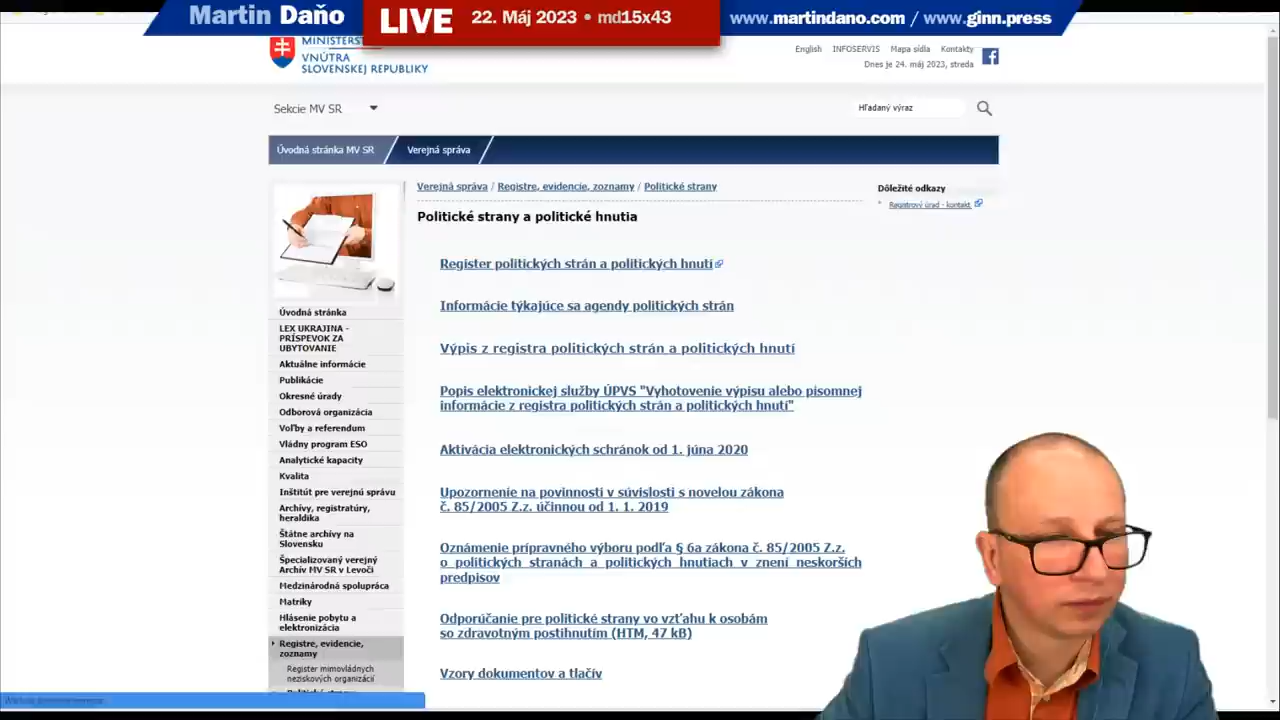 Martin Daňo
LIVE
22. Máj 2023 • md15x43
www.martindano.com / www.ginn.press
MINISTERS
VNÚTRA
SLOVENSKEJ REPUBLIKY
English INFOSERVIS Mapa sídla Kontakty
Dnes je 24. máj 2023, streda
Sekcie MV SR
Hľadaný výraz
Úvodná stránka MV SR
Verejná správa
Verejná správa / Registre, evidencie, zoznamy / Politické strany
Politické strany a politické hnutia
Register politických strán a politických hnutí
Informácie týkajúce sa agendy politických strán
Výpis z registra politických strán a politických hnutí
Popis elektronickej služby ÚPVS "Vyhotovenie výpisu alebo písomnej
informácie z registra politických strán a politických hnutí"
Aktivácia elektronických schránok od 1. júna 2020
Upozornenie na povinnosti v súvislosti s novelou zákona
č. 85/2005 Z.z. účinnou od 1. 1. 2019
Oznámenie prípravného výboru podľa § 6a zákona č. 85/2005 Z.z.
o politických stranách a politických hnutiach v znení neskorších
predpisov
Odporúčanie pre politické strany vo vzťahu k osobám
so zdravotným postihnutím (HTM, 47 kB)
Vzory dokumentov a tlačív
Dôležité odkazy
Registrový úrad - kontakt
Úvodná stránka
LEX UKRAJINA -
PRÍSPEVOK ZA
UBYTOVANIE
Aktuálne informácie
Publikácie
Okresné úrady
Odborová organizácia
Voľby a referendum
Vládny program ESO
Analytické kapacity
Kvalita
Inštitút pre verejnú správu
Archívy, registratúry,
heraldika
Štátne archívy na
Slovensku
Špecializovaný verejný
Archív MV SR v Levoči
Medzinárodná spolupráca
Matriky
Hlásenie pobytu a
elektronizácia
Registre, evidencie,
zoznamy
Register mimovládnych
neziskových organizácií
Politické strany